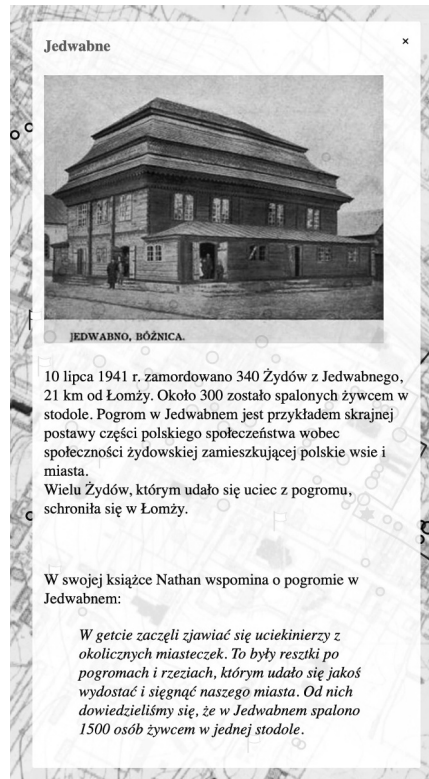 Jedwabne
×
JEDWABNO, BÓŻNICA.
10 lipca 1941 r. zamordowano 340 Żydów z Jedwabnego,
21 km od Łomży. Około 300 zostało spalonych żywcem w
stodole. Pogrom w Jedwabnem jest przykładem skrajnej
postawy części polskiego społeczeństwa wobec
społeczności żydowskiej zamieszkującej polskie wsie i
miasta.
Wielu Żydów, którym udało się uciec z pogromu,
schroniła się w Łomży.
W swojej książce Nathan wspomina o pogromie w
Jedwabnem:
W getcie zaczęli zjawiać się uciekinierzy z
okolicznych miasteczek. To były resztki po
pogromach i rzeziach, którym udało się jakoś
wydostać i sięgnąć naszego miasta. Od nich
dowiedzieliśmy się, że w Jedwabnem spalono
1500 osób żywcem w jednej stodole.